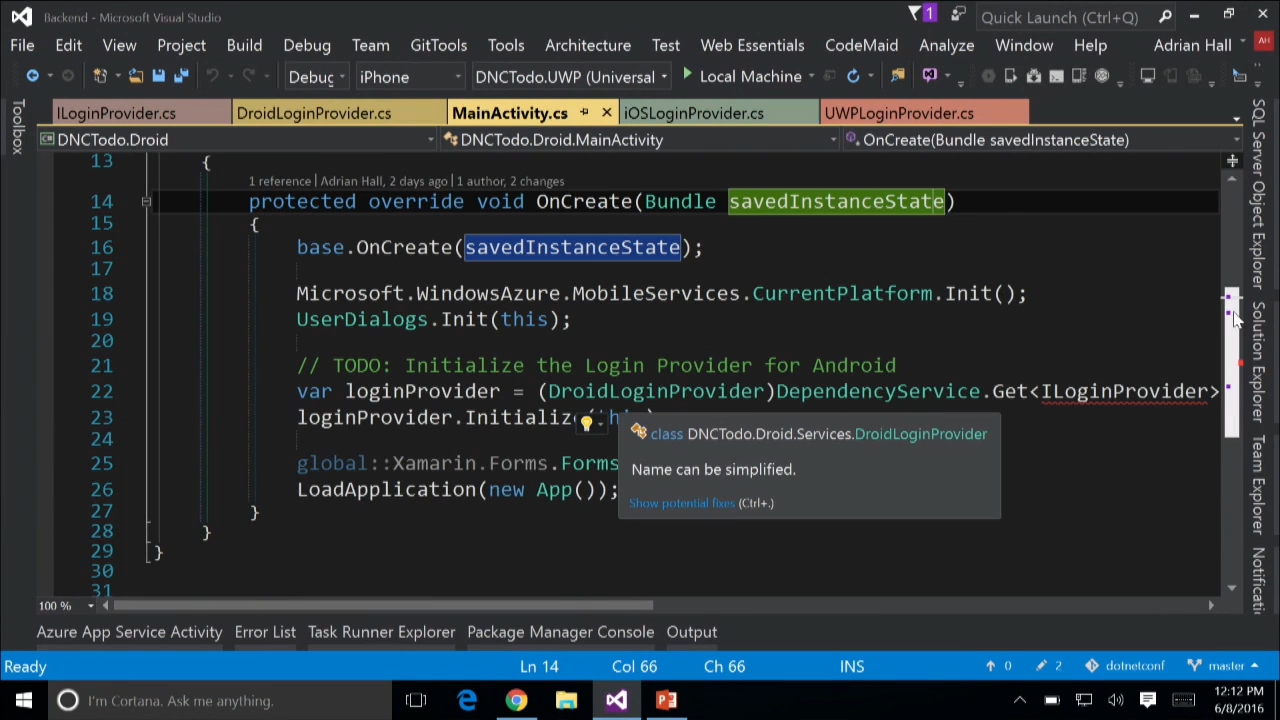 Backend - Microsoft Visual Studio
1
Quick Launch (Ctrl+Q)
File Edit View Project Build Debug Team GitTools Tools Architecture Test Web Essentials CodeMaid Analyze Window Help Adrian Hall AH
Debug iPhone DNCTodo.UWP (Universal Local Machine
Toolbox
ILoginProvider.cs DroidLoginProvider.cs MainActivity.cs iOSLoginProvider.cs UWPLoginProvider.cs
DNCTodo.Droid DNCTodo.Droid.MainActivity OnCreate(Bundle savedInstanceState)
13 {
1 reference | Adrian Hall, 2 days ago | 1 author, 2 changes
14 protected override void OnCreate(Bundle savedInstanceState)
15 {
16 base.OnCreate(savedInstanceState);
17
18 Microsoft.WindowsAzure.MobileServices.CurrentPlatform.Init();
19 UserDialogs.Init(this);
20
21 // TODO: Initialize the Login Provider for Android
22 var loginProvider = (DroidLoginProvider)DependencyService.Get<ILoginProvider>
23 loginProvider.Initialize(this)
24
class DNCTodo.Droid.Services.DroidLoginProvider
25 global::Xamarin.Forms.Forms
Name can be simplified.
26 LoadApplication(new App());
Show potential fixes (Ctrl+.)
27 }
28 }
29 }
30
31
SQL Server Object Explorer
Solution Explorer
Team Explorer
Notificati
100 %
Azure App Service Activity Error List Task Runner Explorer Package Manager Console Output
Ready Ln 14 Col 66 Ch 66 INS 0 2 dotnetconf master
I'm Cortana. Ask me anything.
12:12 PM
6/8/2016